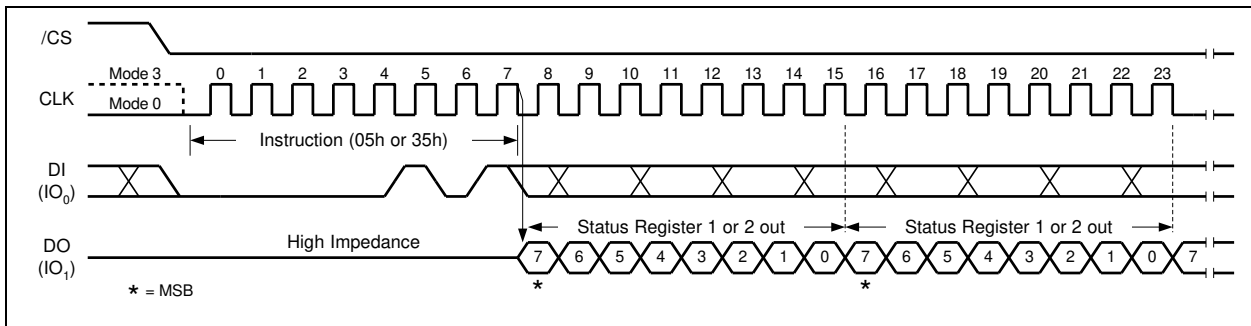 /CS
Mode 3
0 1 2 3 4 5 6 7 8 9 10 11 12 13 14 15 16 17 18 19 20 21 22 23
CLK
Mode 0
Instruction (05h or 35h)
DI
(IO0)
High Impedance
Status Register 1 or 2 out
Status Register 1 or 2 out
DO
(IO1)
7 6 5 4 3 2 1 0 7 6 5 4 3 2 1 0 7
* = MSB
* *